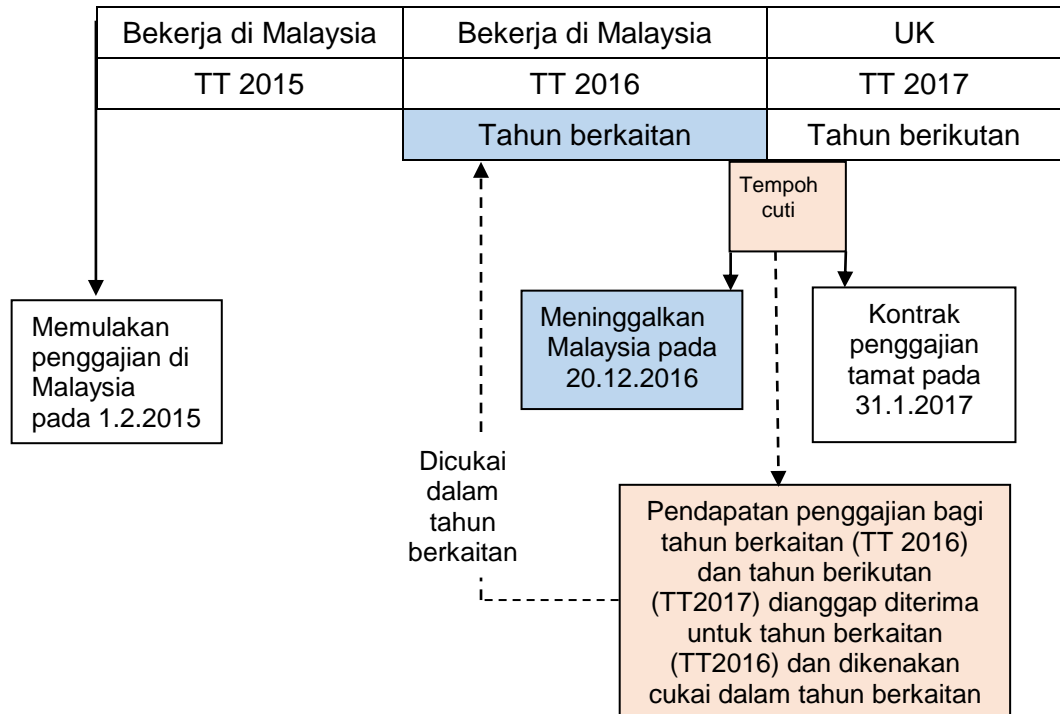 Bekerja di Malaysia
Bekerja di Malaysia
UK
TT 2015
TT 2016
TT 2017
Tahun berkaitan
Tahun berikutan
Tempoh
cuti
Memulakan
penggajian di
Malaysia
pada 1.2.2015
Meninggalkan
Malaysia pada
20.12.2016
Kontrak
penggajian
tamat pada
31.1.2017
Dicukai
dalam
tahun
berkaitan
Pendapatan penggajian bagi
tahun berkaitan (TT 2016)
dan tahun berikutan
(TT2017) dianggap diterima
untuk tahun berkaitan
(TT2016) dan dikenakan
cukai dalam tahun berkaitan